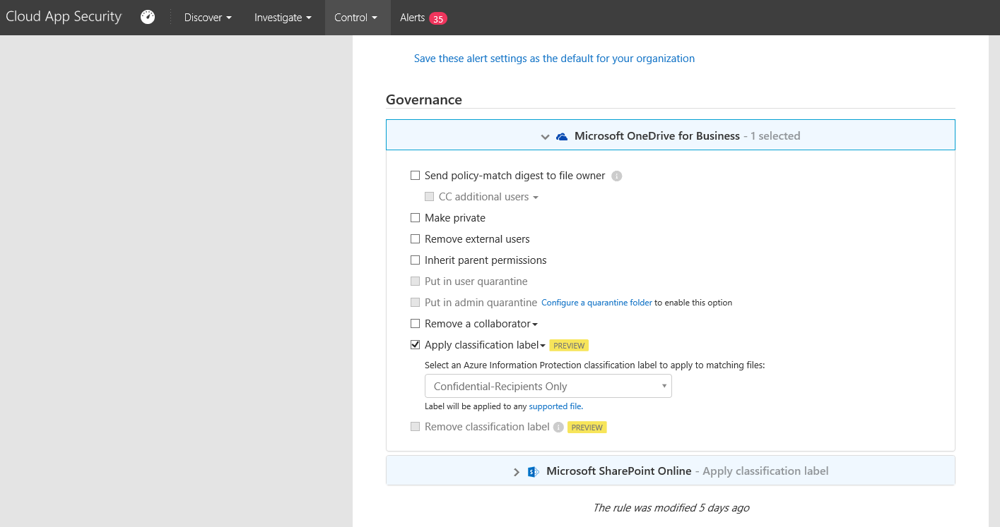 Cloud App Security Discover Investigate Control Alerts 35
Save these alert settings as the default for your organization
Governance
Microsoft OneDrive for Business - 1 selected
Send policy-match digest to file owner i
CC additional users
Make private
Remove external users
Inherit parent permissions
Put in user quarantine
Put in admin quarantine Configure a quarantine folder to enable this option
Remove a collaborator
Apply classification label PREVIEW
Select an Azure Information Protection classification label to apply to matching files:
Confidential-Recipients Only
Label will be applied to any supported file.
Remove classification label i PREVIEW
Microsoft SharePoint Online - Apply classification label
The rule was modified 5 days ago